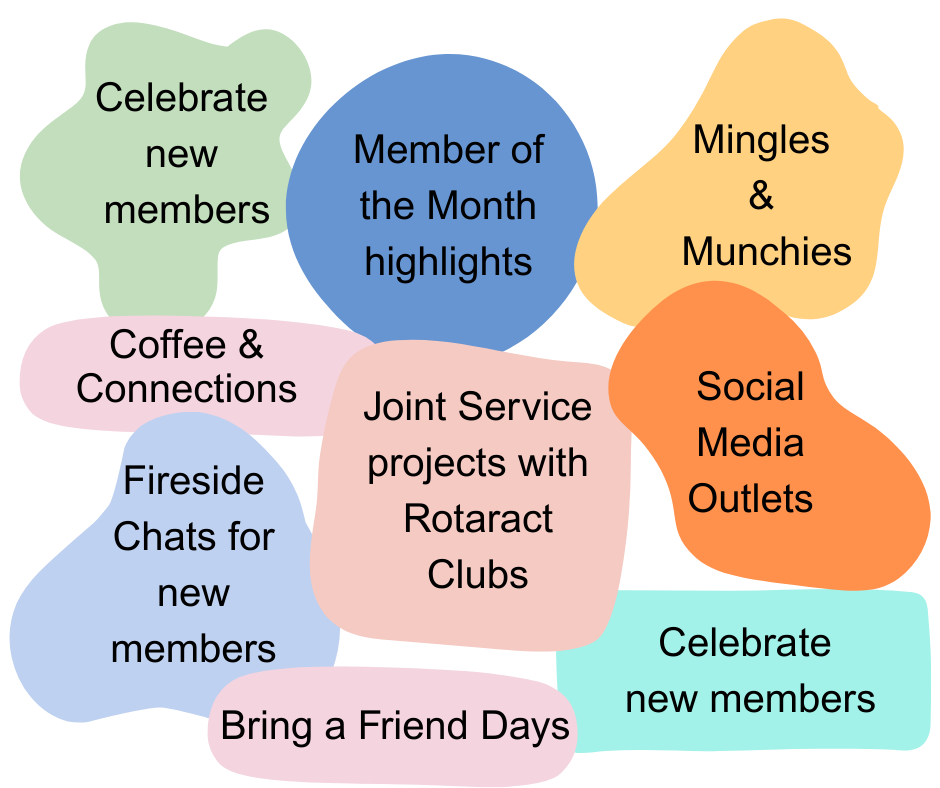 Celebrate
new
members
Member of
the Month
highlights
Mingles
&
Munchies
Coffee &
Connections
Joint Service
projects with
Rotaract
Clubs
Social
Media
Outlets
Fireside
Chats for
new
members
Celebrate
new members
Bring a Friend Days